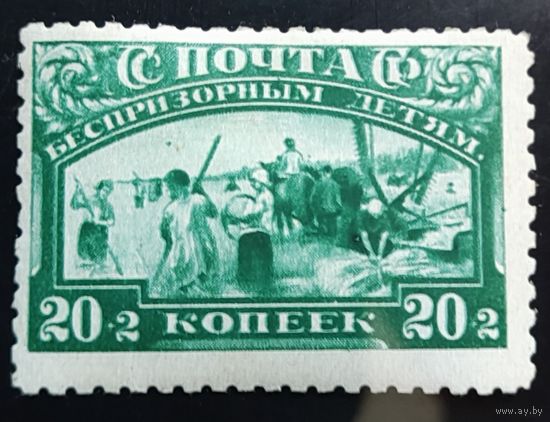 СС ПОЧТА СР
БЕСПРИЗОРНЫМ ДЕТЯМ.
20+2 КОПЕЕК 20+2
www.ay.by